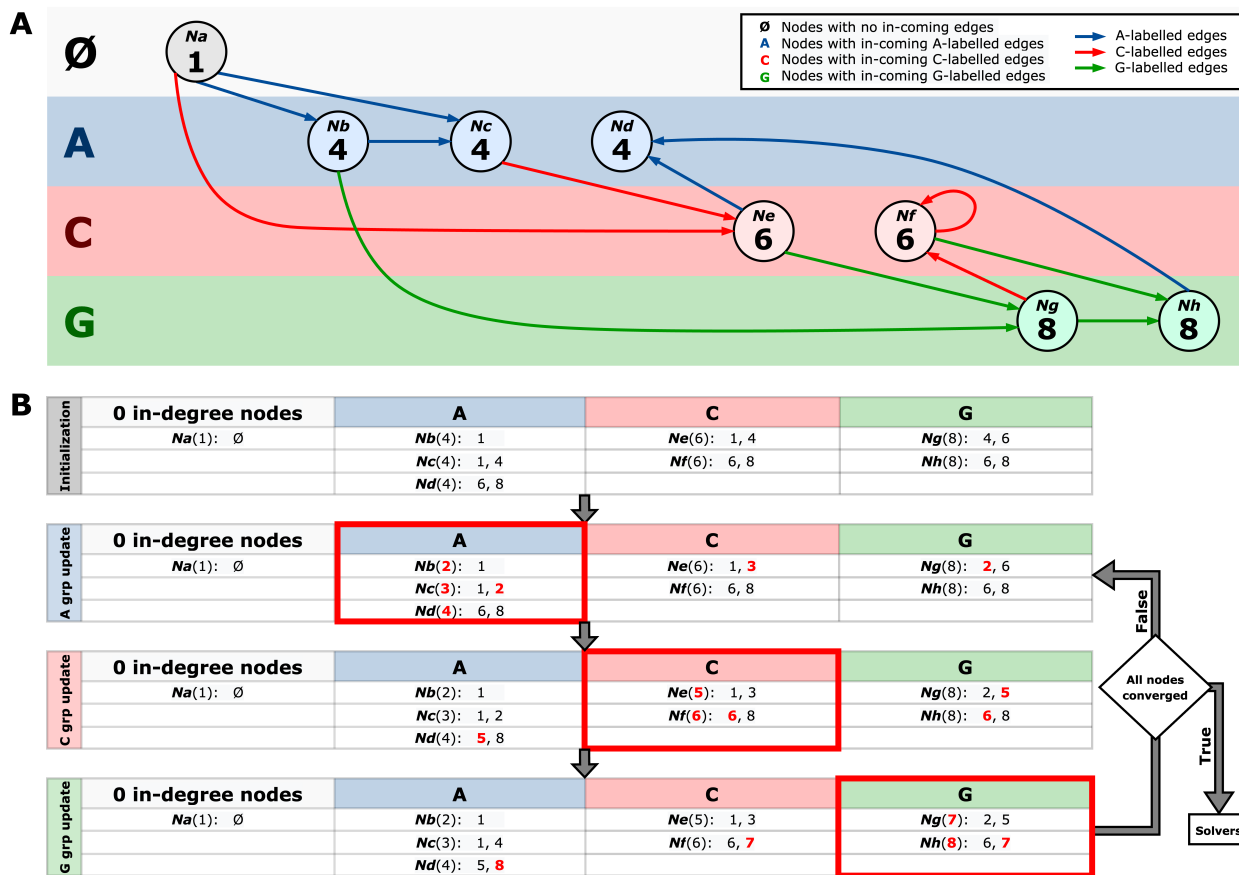 A
Ø
Na
1
Ø Nodes with no in-coming edges
A Nodes with in-coming A-labelled edges
C Nodes with in-coming C-labelled edges
G Nodes with in-coming G-labelled edges
A-labelled edges
C-labelled edges
G-labelled edges
A
Nb
4
Nc
4
Nd
4
C
Ne
6
Nf
6
G
Ng
8
Nh
8
B
Initialization
0 in-degree nodes A C G
Na(1): Ø Nb(4): 1 Ne(6): 1, 4 Ng(8): 4, 6
Nc(4): 1, 4 Nf(6): 6, 8 Nh(8): 6, 8
Nd(4): 6, 8
A grp update
0 in-degree nodes A C G
Na(1): Ø Nb(2): 1 Ne(6): 1, 3 Ng(8): 2, 6
Nc(3): 1, 2 Nf(6): 6, 8 Nh(8): 6, 8
Nd(4): 6, 8
C grp update
0 in-degree nodes A C G
Na(1): Ø Nb(2): 1 Ne(5): 1, 3 Ng(8): 2, 5
Nc(3): 1, 2 Nf(6): 6, 8 Nh(8): 6, 8
Nd(4): 5, 8
G grp update
0 in-degree nodes A C G
Na(1): Ø Nb(2): 1 Ne(5): 1, 3 Ng(7): 2, 5
Nc(3): 1, 4 Nf(6): 6, 7 Nh(8): 6, 7
Nd(4): 5, 8
False
All nodes
converged
True
Solvers